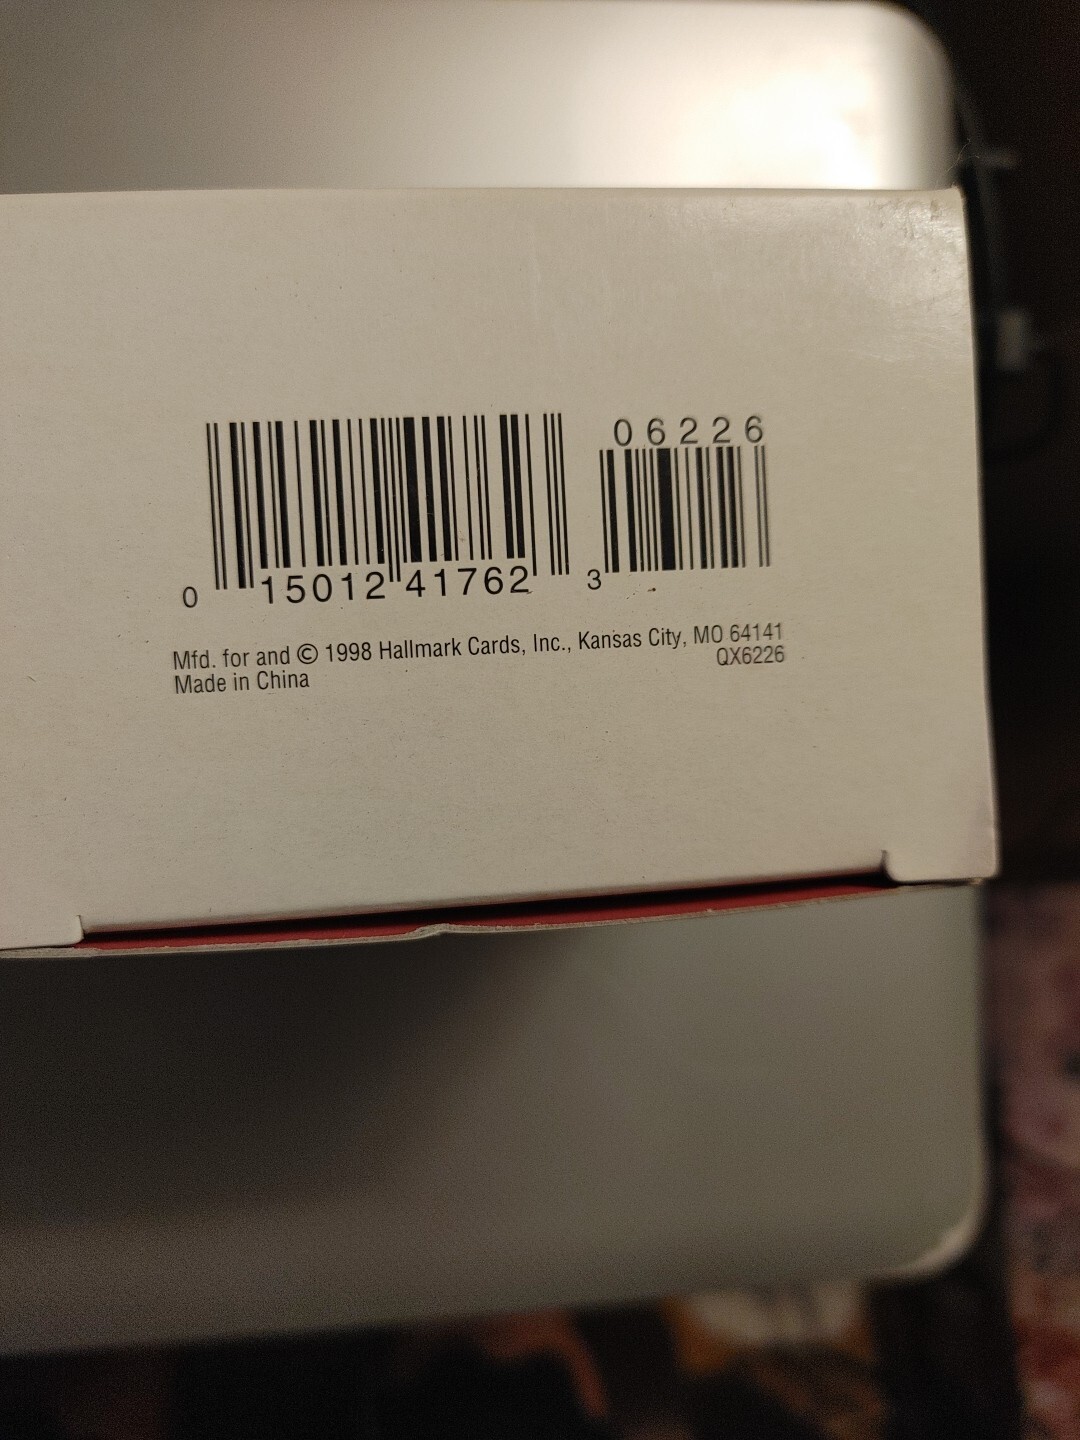 06226
0 15012 41762 3
Mfd. for and © 1998 Hallmark Cards, Inc., Kansas City, MO 64141
QX6226
Made in China